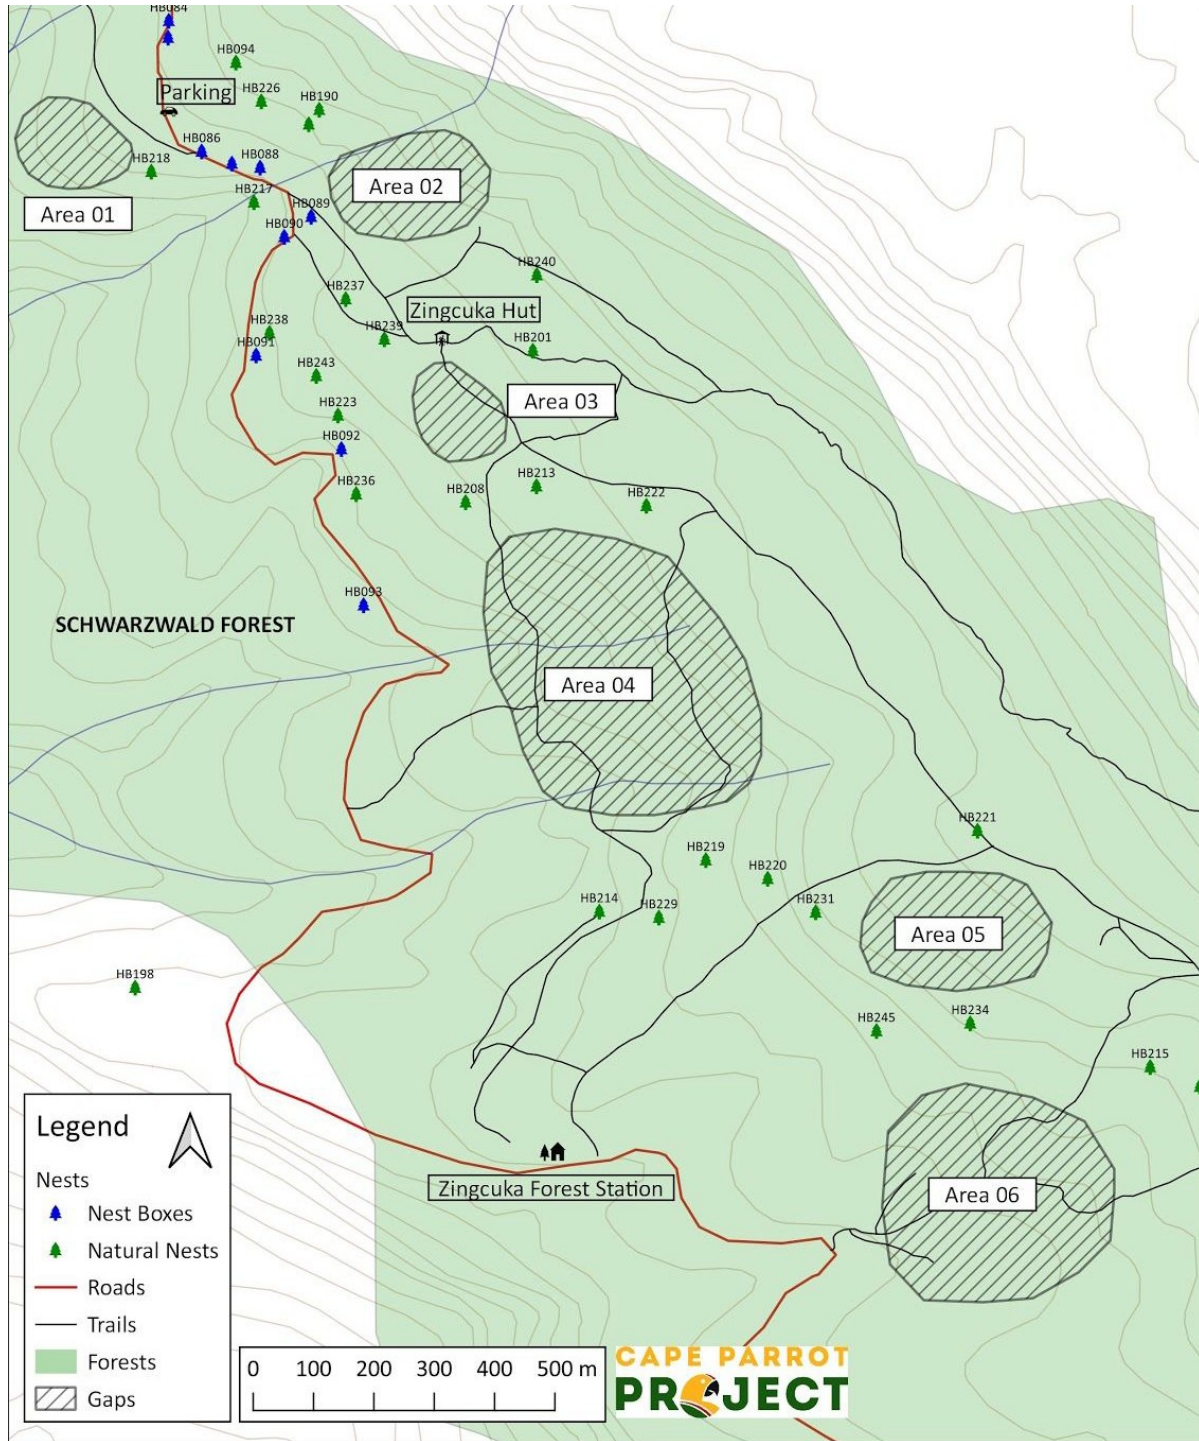 HB084
HB094
Parking
HB226
HB190
HB086
HB088
HB218
Area 02
HB217
Area 01
HB089
HB090
HB240
HB237
Zingcuka Hut
HB238
HB239
HB091
HB201
HB243
Area 03
HB223
HB092
HB213
HB236
HB208
HB222
HB093
SCHWARZWALD FOREST
Area 04
HB221
HB219
HB220
HB214
HB229
HB231
Area 05
HB198
HB245
HB234
HB215
Zingcuka Forest Station
Area 06
Legend
Nests
Nest Boxes
Natural Nests
Roads
Trails
Forests
Gaps
0 100 200 300 400 500 m
CAPE PARROT
PROJECT